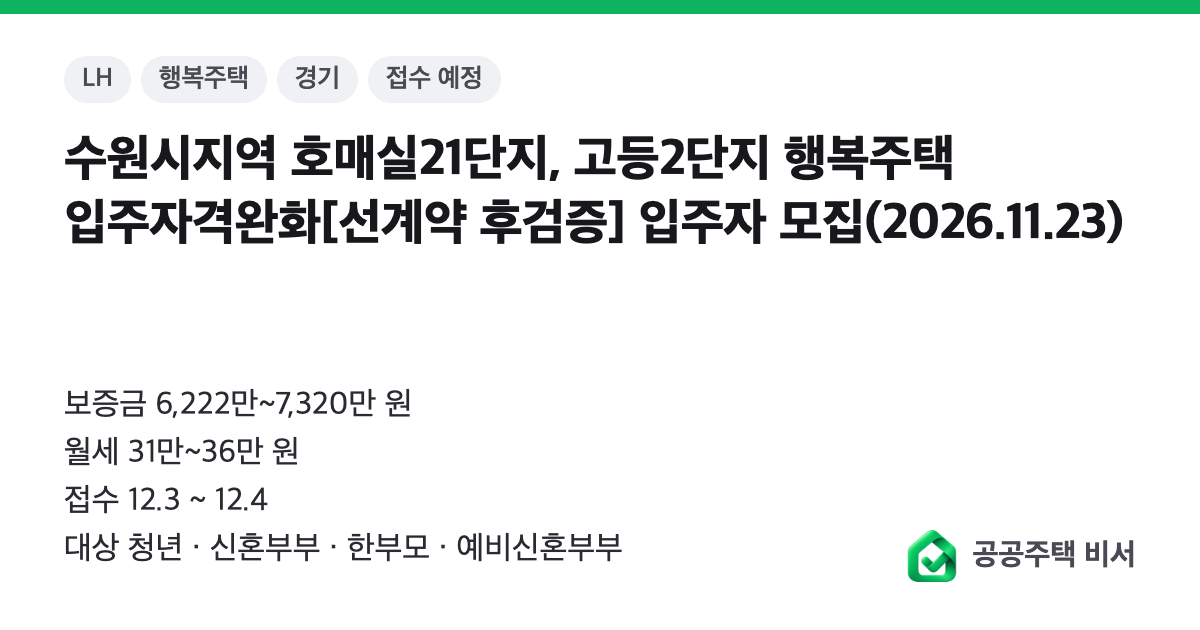 LH 행복주택 경기 접수 예정
수원시지역 호매실21단지, 고등2단지 행복주택
입주자격완화[선계약 후검증] 입주자 모집(2026.11.23)
보증금 6,222만~7,320만 원
월세 31만~36만 원
접수 12.3 ~ 12.4
대상 청년 · 신혼부부 · 한부모 · 예비신혼부부
공공주택 비서